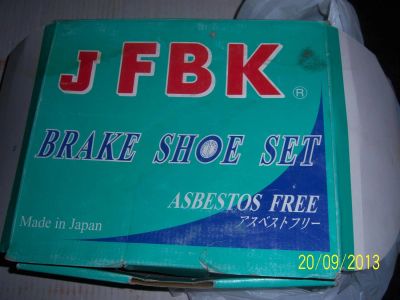 JFBK ®
BRAKE SHOE SET
ASBESTOS FREE
アスベストフリー
Made in Japan
20/09/2013